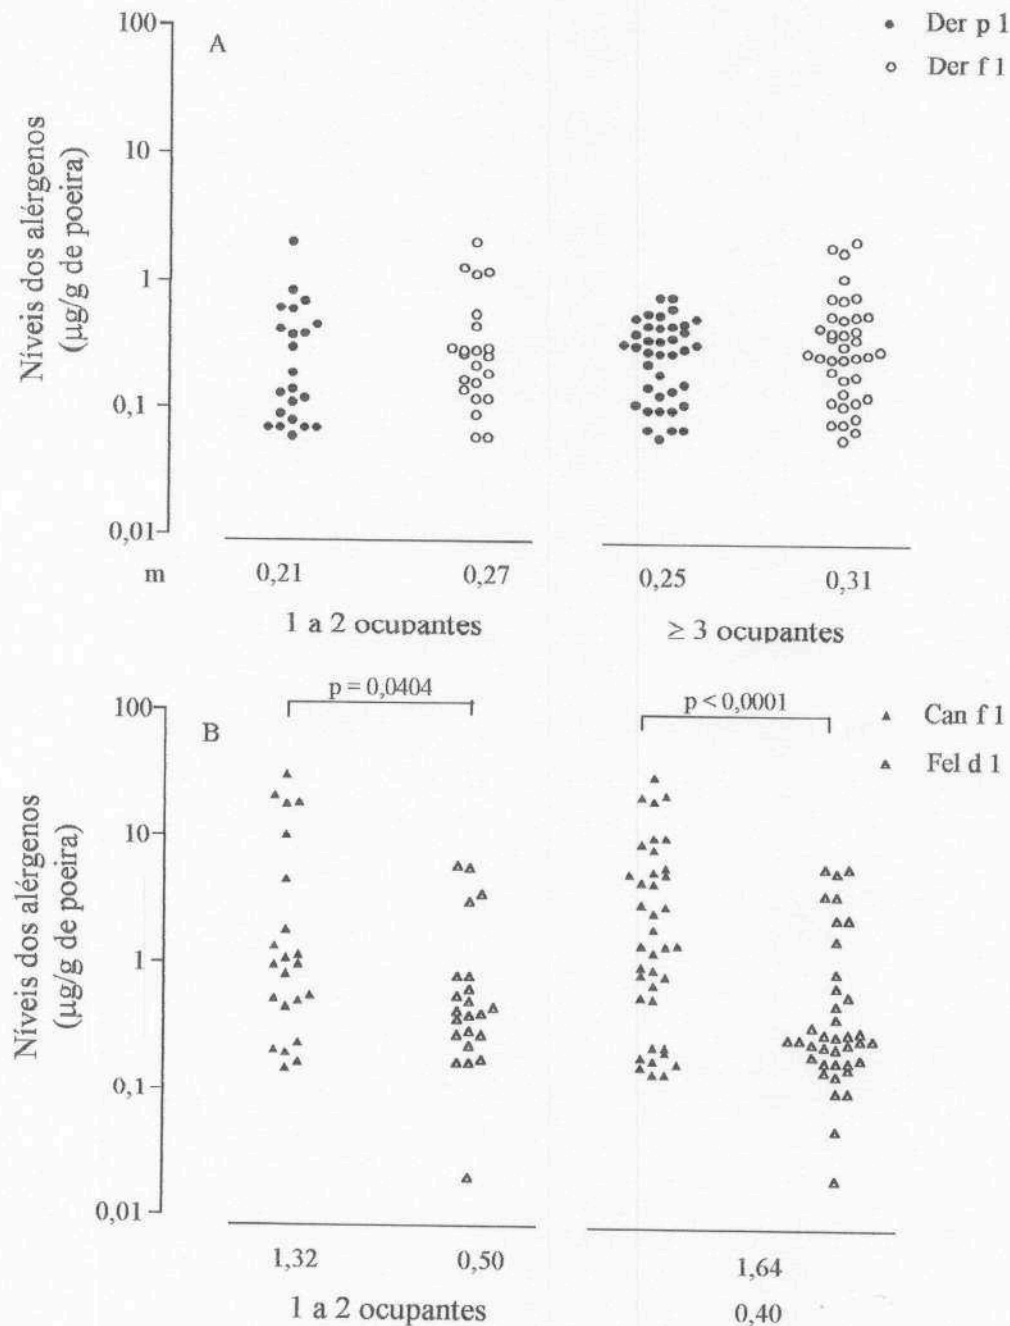 100
A
Der p 1
Der f 1
10
1
0,1
0,01
Níveis dos alérgenos
(µg/g de poeira)
m 0,21 0,27 0,25 0,31
1 a 2 ocupantes ≥ 3 ocupantes
p = 0,0404 p < 0,0001
100
B
Can f 1
Fel d 1
10
1
0,1
0,01
Níveis dos alérgenos
(µg/g de poeira)
1,32 0,50 1,64
1 a 2 ocupantes 0,40